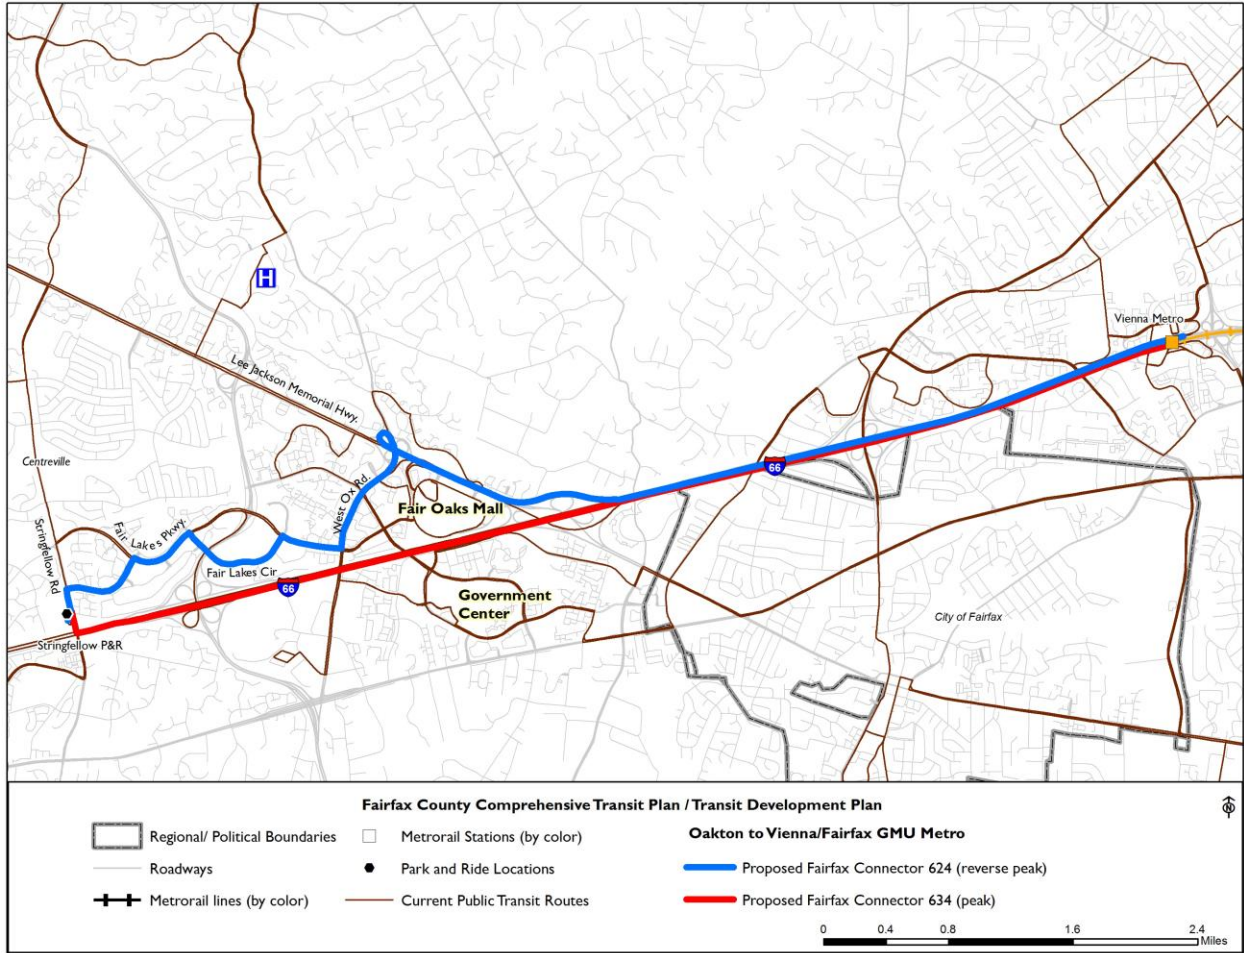 H
Vienna Metro
Lee Jackson Memorial Hwy.
66
Centreville
West Ox Rd.
Fair Oaks Mall
Stringfellow Rd
Fair Lakes Pkwy.
Fair Lakes Cir
66
Government
Center
City of Fairfax
Stringfellow P&R
Fairfax County Comprehensive Transit Plan / Transit Development Plan
N
Regional/ Political Boundaries
Metrorail Stations (by color)
Oakton to Vienna/Fairfax GMU Metro
Roadways
Park and Ride Locations
Proposed Fairfax Connector 624 (reverse peak)
Metrorail lines (by color)
Current Public Transit Routes
Proposed Fairfax Connector 634 (peak)
0 0.4 0.8 1.6 2.4
Miles